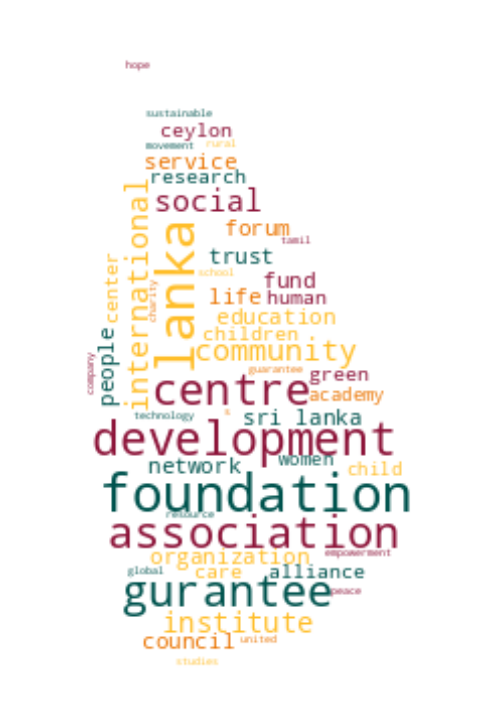 hope
sustainable
ceylon
movement rural
service
research
international
social
lanka
forum
tamil
trust
school
center
charity
fund
life human
education
children
community
people
company
guarantee
green
centre
academy
technology
s
sri lanka
development
network women
child
foundation
resource
association
organization empowerment
global care alliance
gurantee
peace
institute
council united
studies